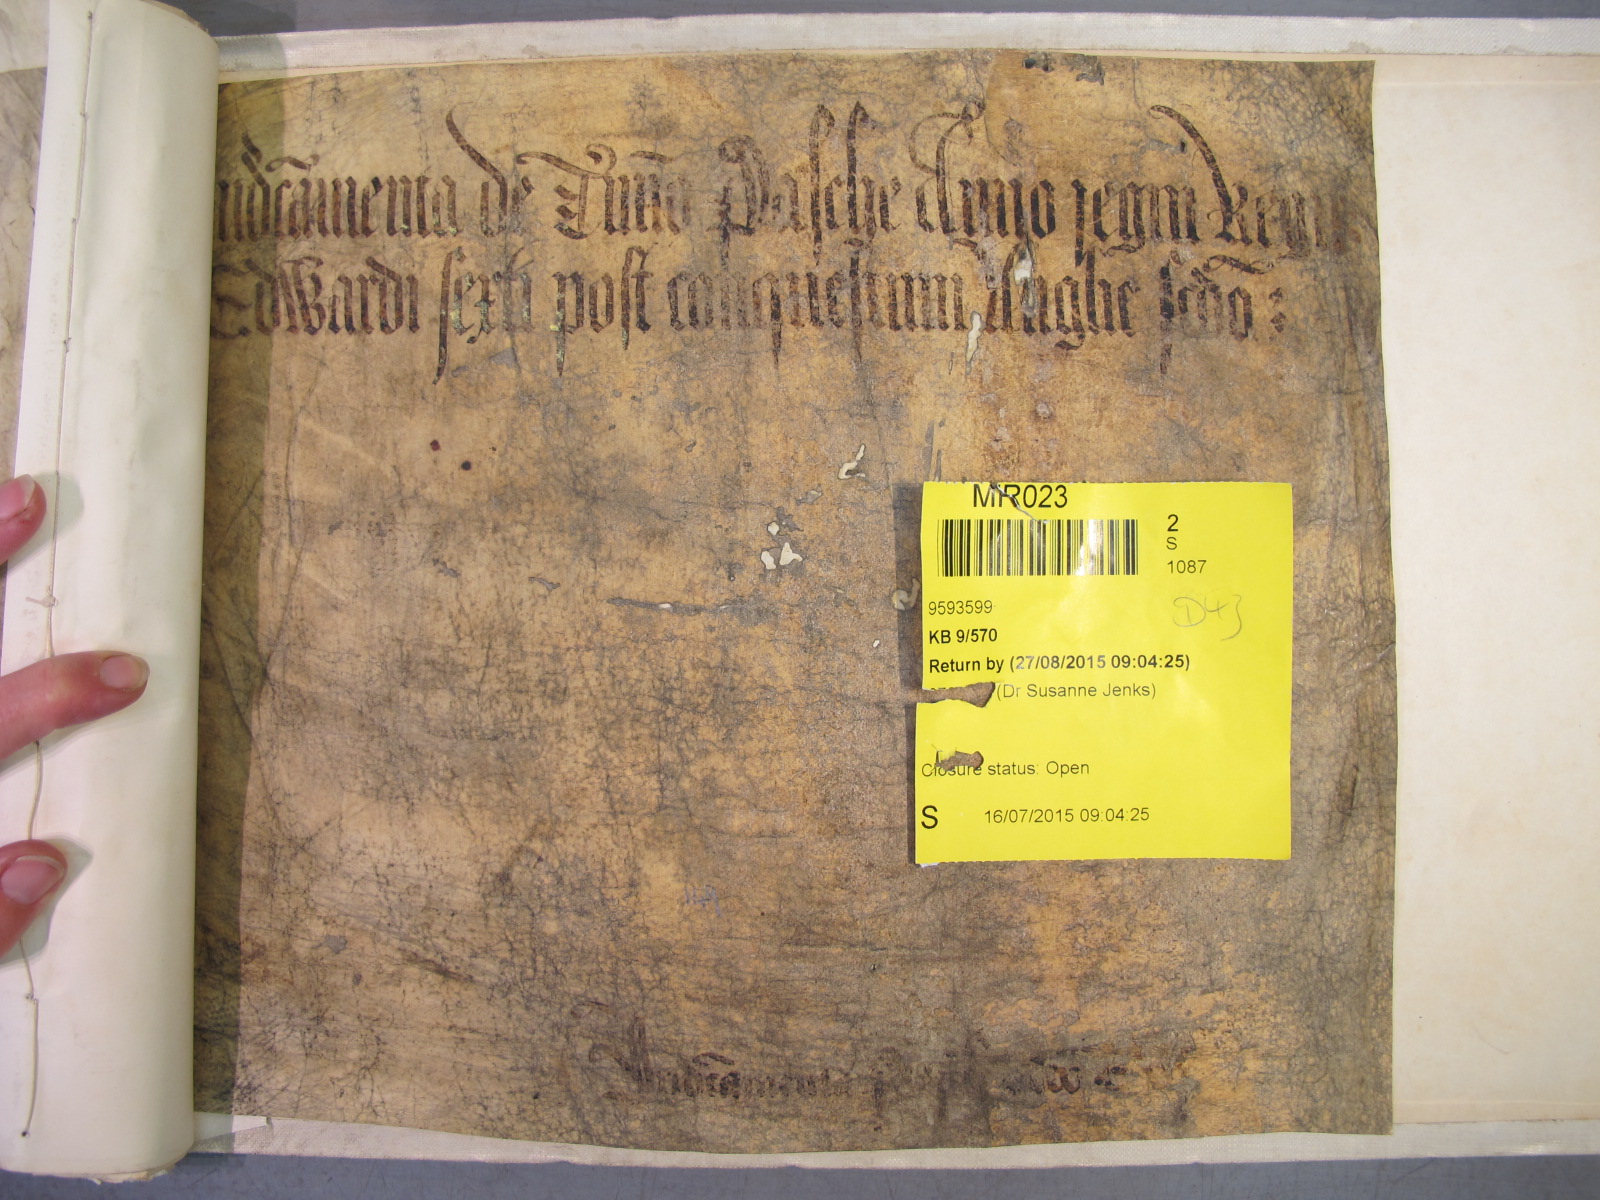 Indictamenta de Termino Pasche Anno regni Regis
Edwardi sexti post conquestum Anglie scdo :
MR023
2
S
1087
D43
9593599
KB 9/570
Return by (27/08/2015 09:04:25)
(Dr Susanne Jenks)
Closure status: Open
S 16/07/2015 09:04:25
Indictamenta